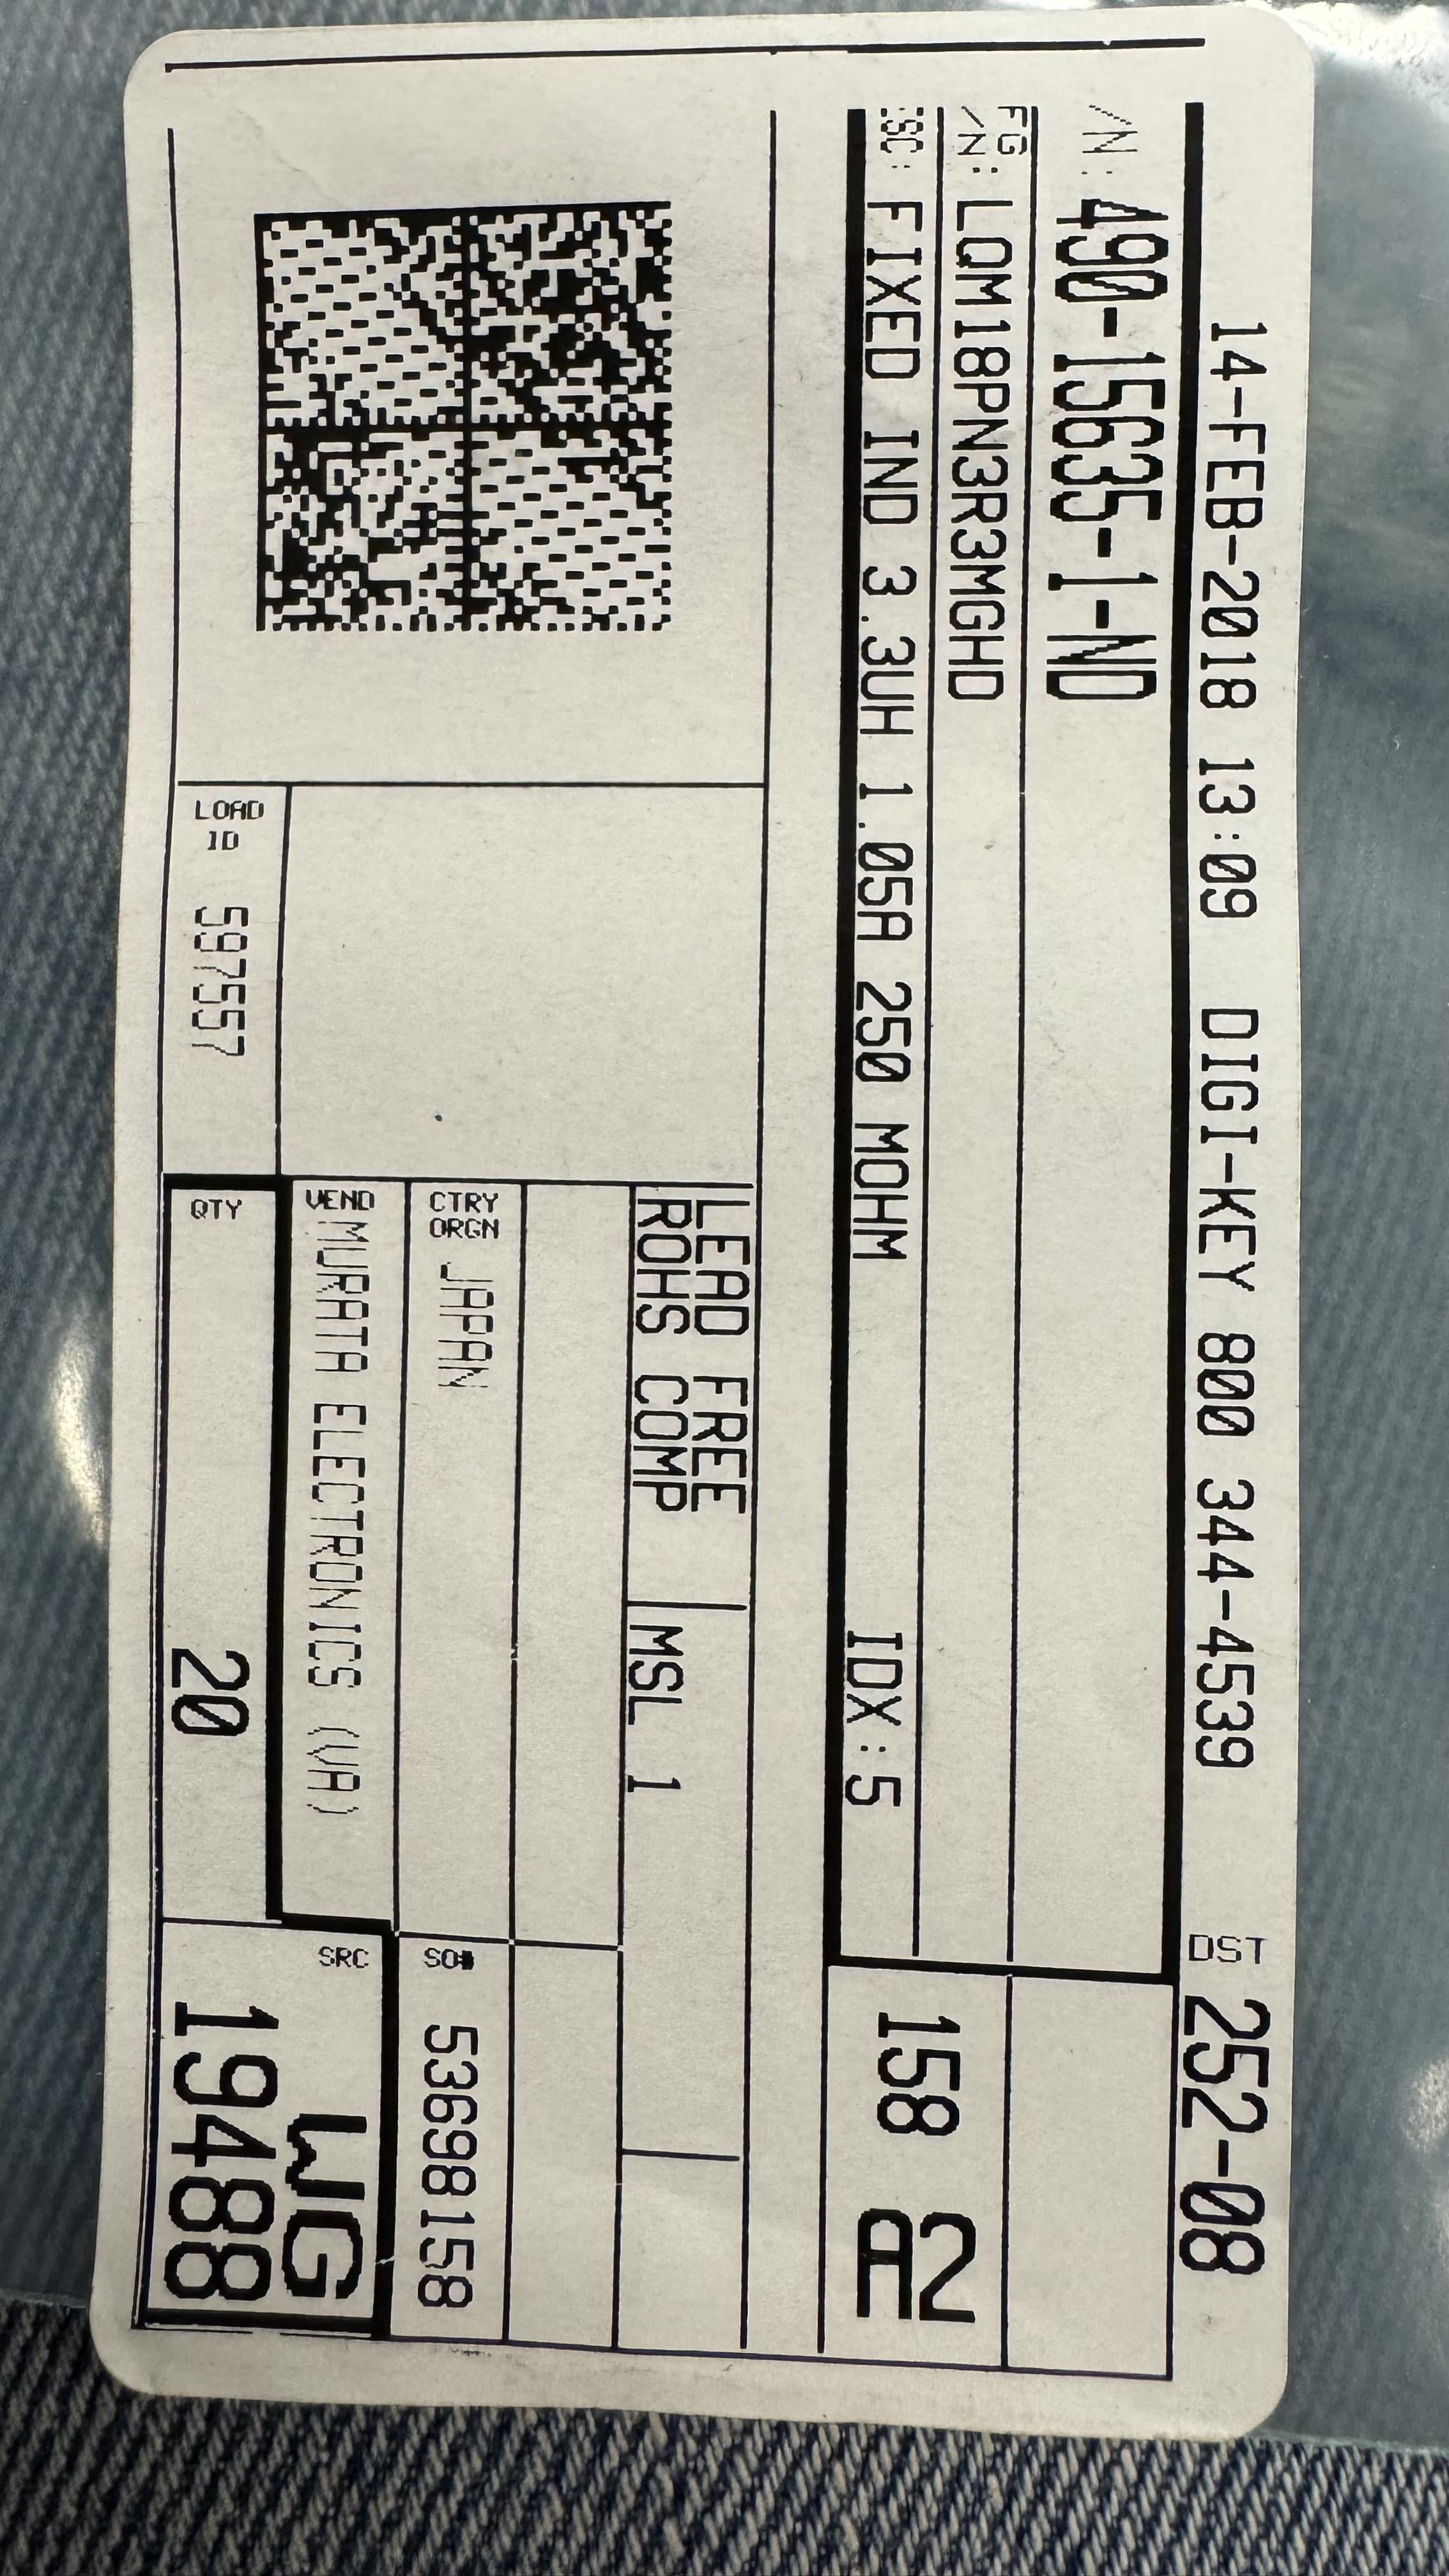 14-FEB-2018 13:09 DIGI-KEY 800 344-4539 DST 252-08
/N: 490-15635-1-ND
FG
/N: LQM18PN3R3MGHD 158 A2
SC: FIXED IND 3.3UH 1.05A 250 MOHM IDX:5
LEAD FREE
ROHS COMP
MSL 1
CTRY
ORGN JAPAN
SO# 53698158
VEND MURATA ELECTRONICS (VA)
LOAD
ID 597557
QTY 20
SRC WG
19488